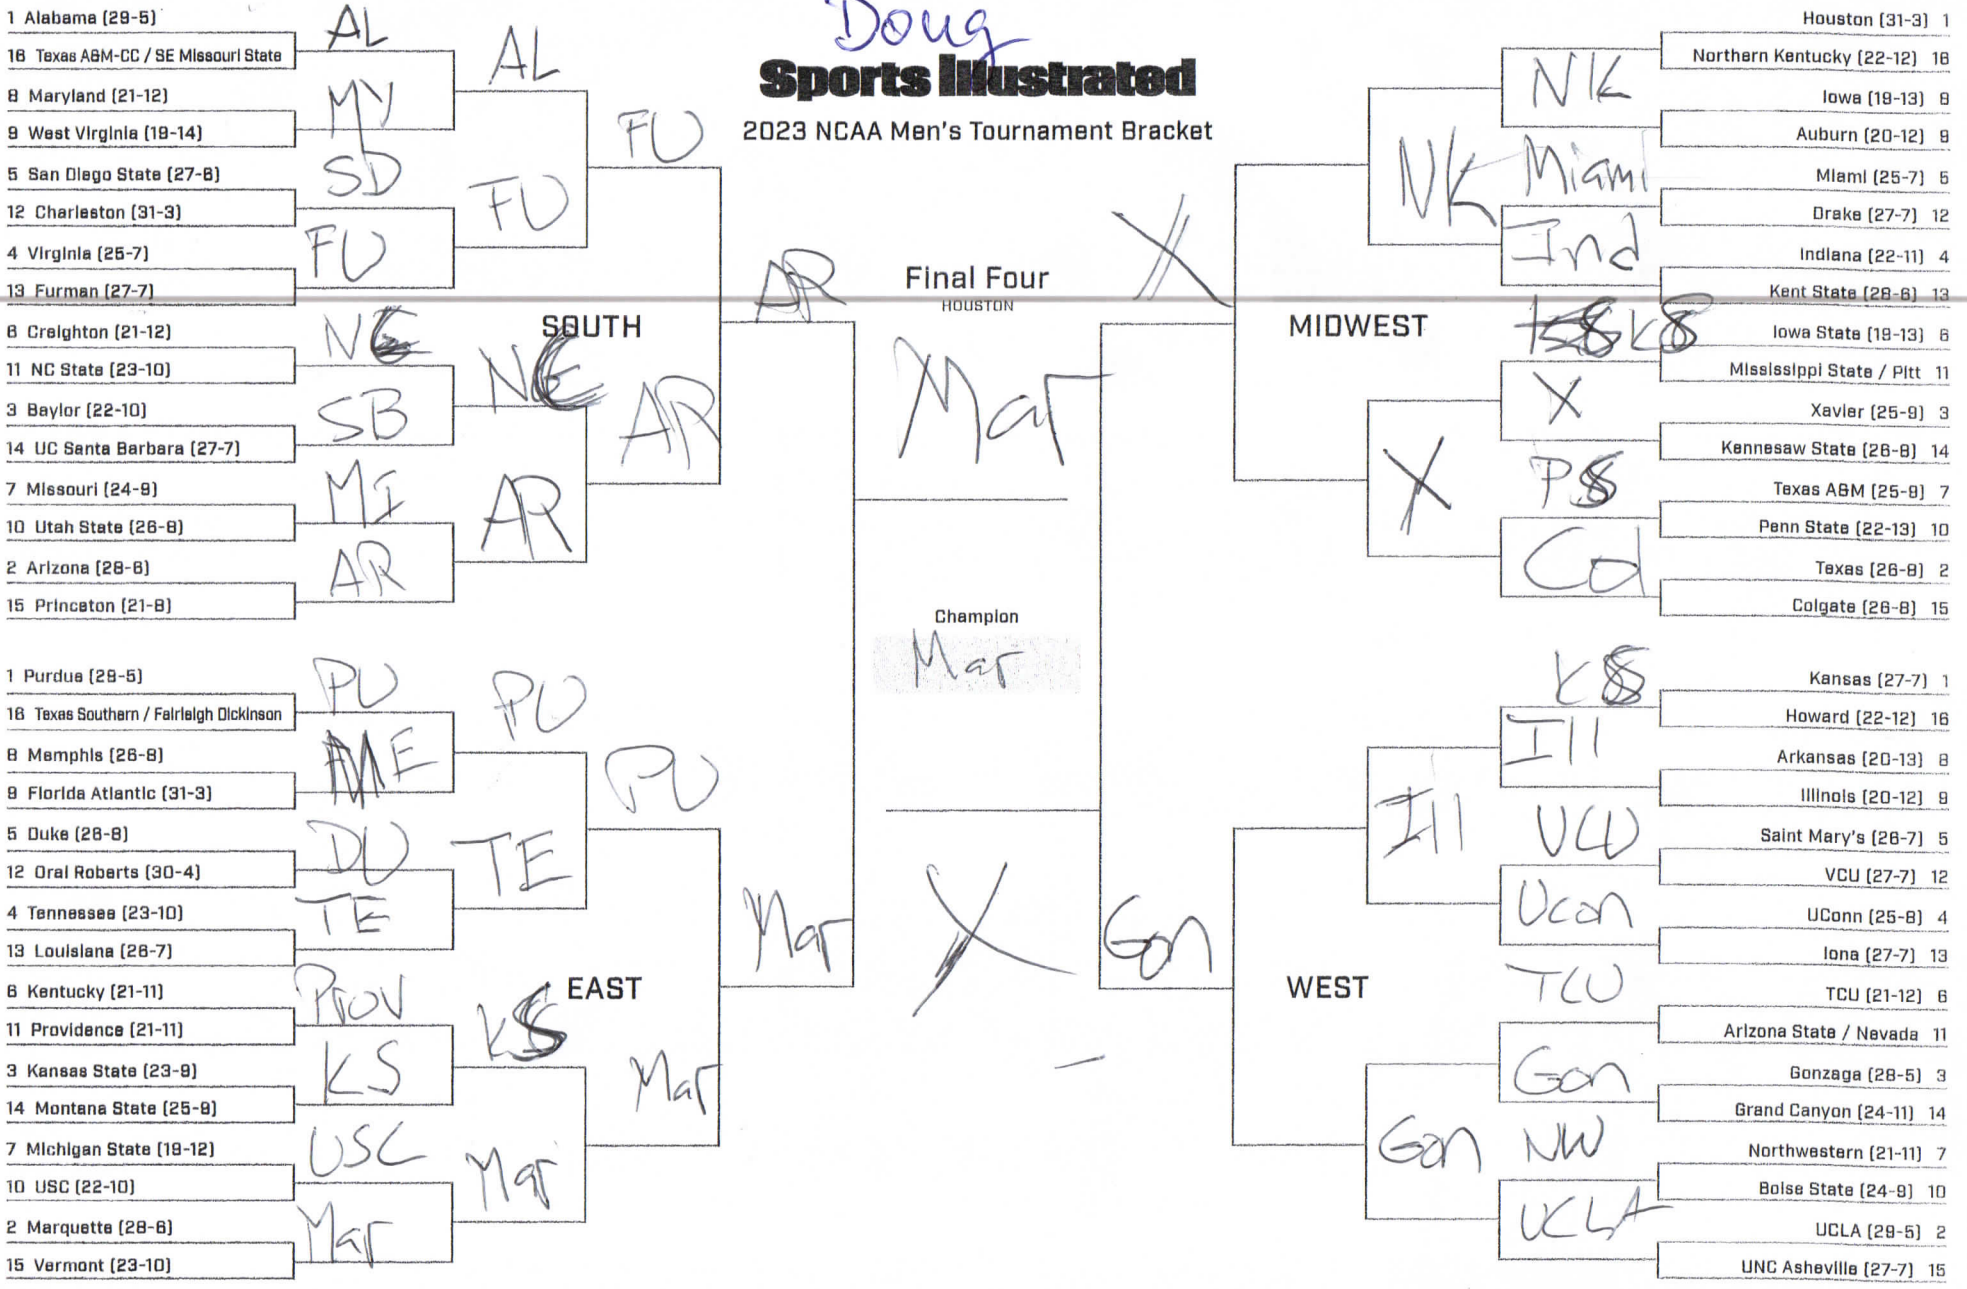 Doug
Sports Illustrated
2023 NCAA Men's Tournament Bracket
1 Alabama (29-5)
16 Texas A&M-CC / SE Missouri State
8 Maryland (21-12)
9 West Virginia (19-14)
5 San Diego State (27-6)
12 Charleston (31-3)
4 Virginia (25-7)
13 Furman (27-7)
6 Creighton (21-12)
11 NC State (23-10)
3 Baylor (22-10)
14 UC Santa Barbara (27-7)
7 Missouri (24-9)
10 Utah State (26-8)
2 Arizona (28-6)
15 Princeton (21-8)
AL
MY
SD
FU
NC
SB
MI
AR
AL
FU
NC
AR
FU
AR
AR
SOUTH
1 Purdue (29-5)
16 Texas Southern / Fairleigh Dickinson
8 Memphis (26-8)
9 Florida Atlantic (31-3)
5 Duke (26-8)
12 Oral Roberts (30-4)
4 Tennessee (23-10)
13 Louisiana (26-7)
6 Kentucky (21-11)
11 Providence (21-11)
3 Kansas State (23-9)
14 Montana State (25-9)
7 Michigan State (19-12)
10 USC (22-10)
2 Marquette (28-6)
15 Vermont (23-10)
PU
ME
DU
TE
Prov
KS
USC
Mar
PU
TE
KS
Mar
PU
Mar
Mar
EAST
Final Four
HOUSTON
Mar
Champion
Mar
X
Houston (31-3) 1
Northern Kentucky (22-12) 16
Iowa (19-13) 8
Auburn (20-12) 9
Miami (25-7) 5
Drake (27-7) 12
Indiana (22-11) 4
Kent State (28-6) 13
Iowa State (19-13) 6
Mississippi State / Pitt 11
Xavier (25-9) 3
Kennesaw State (26-8) 14
Texas A&M (25-9) 7
Penn State (22-13) 10
Texas (26-8) 2
Colgate (26-8) 15
NK
Miami
Ind
KS
X
PS
Col
NK
X
X
MIDWEST
Kansas (27-7) 1
Howard (22-12) 16
Arkansas (20-13) 8
Illinois (20-12) 9
Saint Mary's (26-7) 5
VCU (27-7) 12
UConn (25-8) 4
Iona (27-7) 13
TCU (21-12) 6
Arizona State / Nevada 11
Gonzaga (28-5) 3
Grand Canyon (24-11) 14
Northwestern (21-11) 7
Boise State (24-9) 10
UCLA (29-5) 2
UNC Asheville (27-7) 15
KS
Ill
VCU
Ucon
TCU
Gon
NW
UCLA
Ill
Gon
Gon
WEST